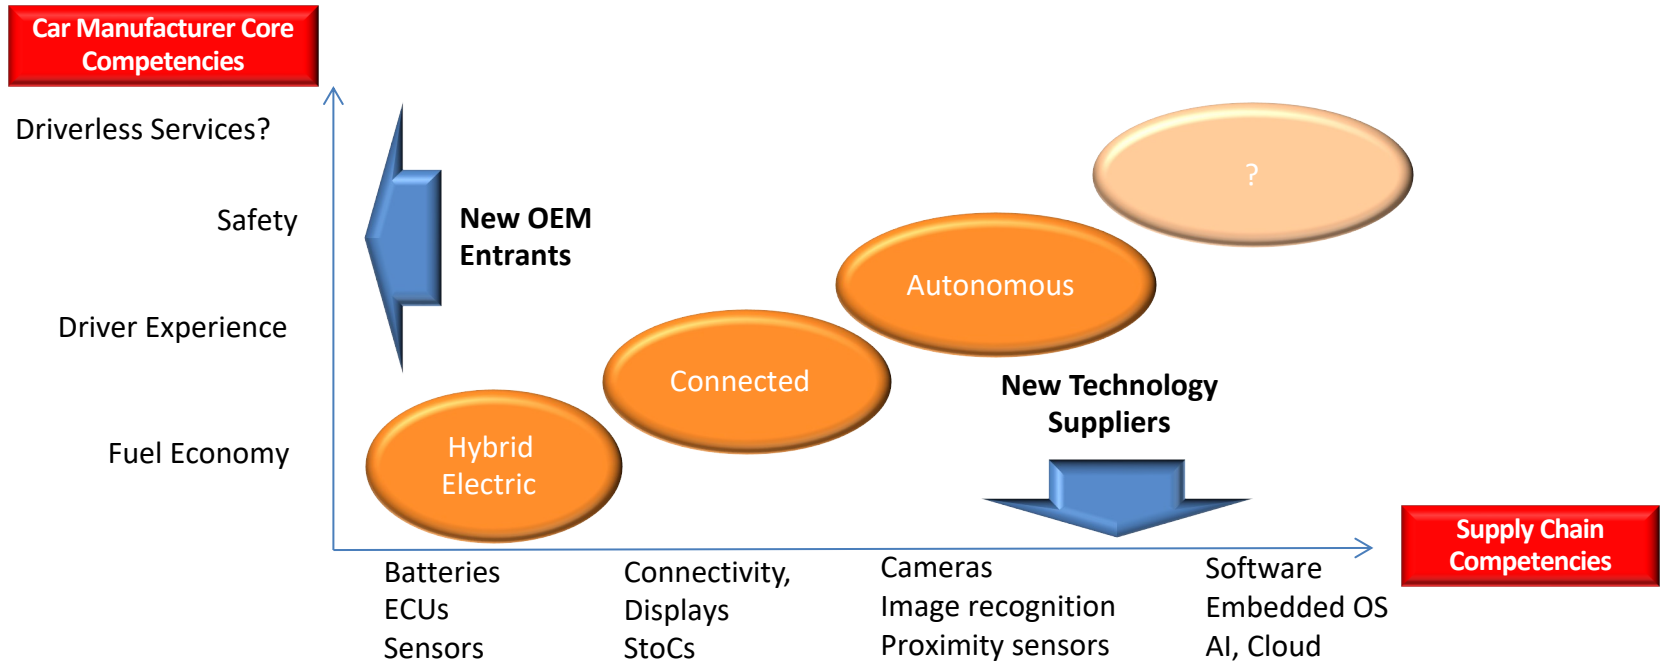 Car Manufacturer Core
Competencies
Driverless Services?
Safety
Driver Experience
Fuel Economy
New OEM
Entrants
?
Autonomous
Connected
Hybrid
Electric
New Technology
Suppliers
Supply Chain
Competencies
Batteries
ECUs
Sensors
Connectivity,
Displays
StoCs
Cameras
Image recognition
Proximity sensors
Software
Embedded OS
AI, Cloud